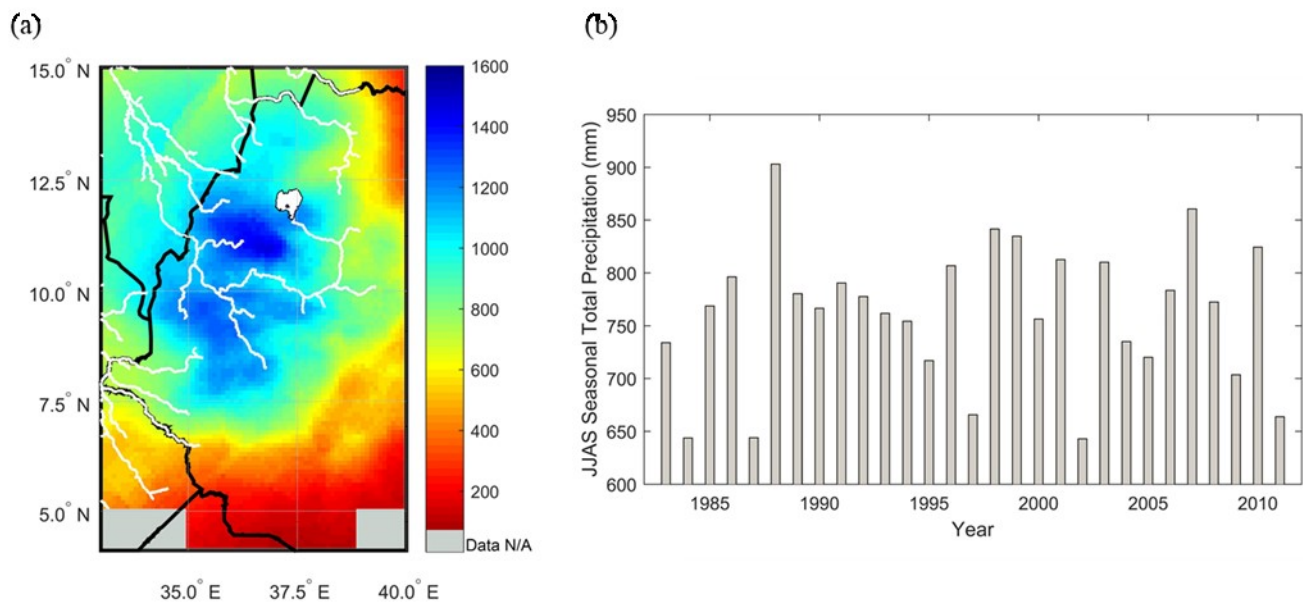 (a)
15.0° N
12.5° N
10.0° N
7.5° N
5.0° N
35.0° E
37.5° E
40.0° E
1600
1400
1200
1000
800
600
400
200
Data N/A
(b)
JJAS Seasonal Total Precipitation (mm)
950
900
850
800
750
700
650
600
1985
1990
1995
2000
2005
2010
Year